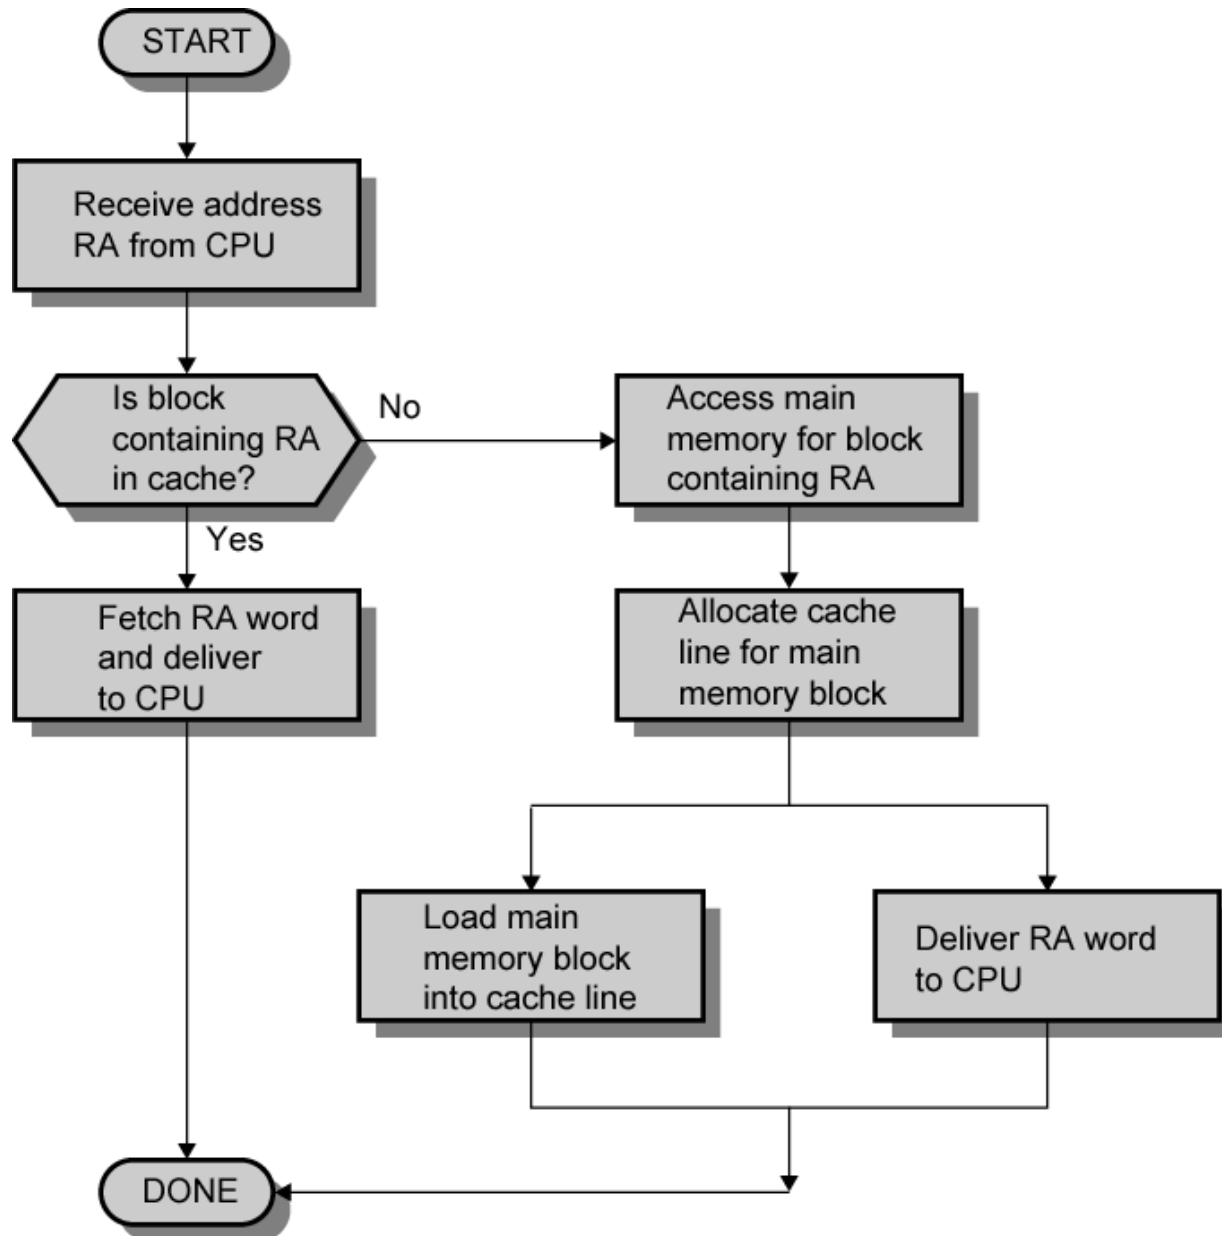 START
Receive address
RA from CPU
Is block
containing RA
in cache?
No
Yes
Access main
memory for block
containing RA
Fetch RA word
and deliver
to CPU
Allocate cache
line for main
memory block
Load main
memory block
into cache line
Deliver RA word
to CPU
DONE